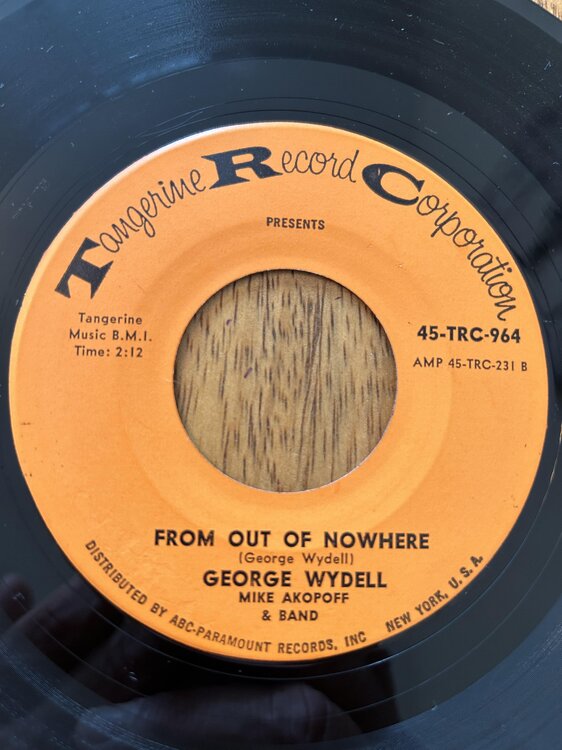 Tangerine Record Corporation
PRESENTS
Tangerine
Music B.M.I.
Time: 2:12
45-TRC-964
AMP 45-TRC-231 B
FROM OUT OF NOWHERE
(George Wydell)
GEORGE WYDELL
MIKE AKOPOFF
& BAND
DISTRIBUTED BY ABC-PARAMOUNT RECORDS, INC NEW YORK, U. S. A.